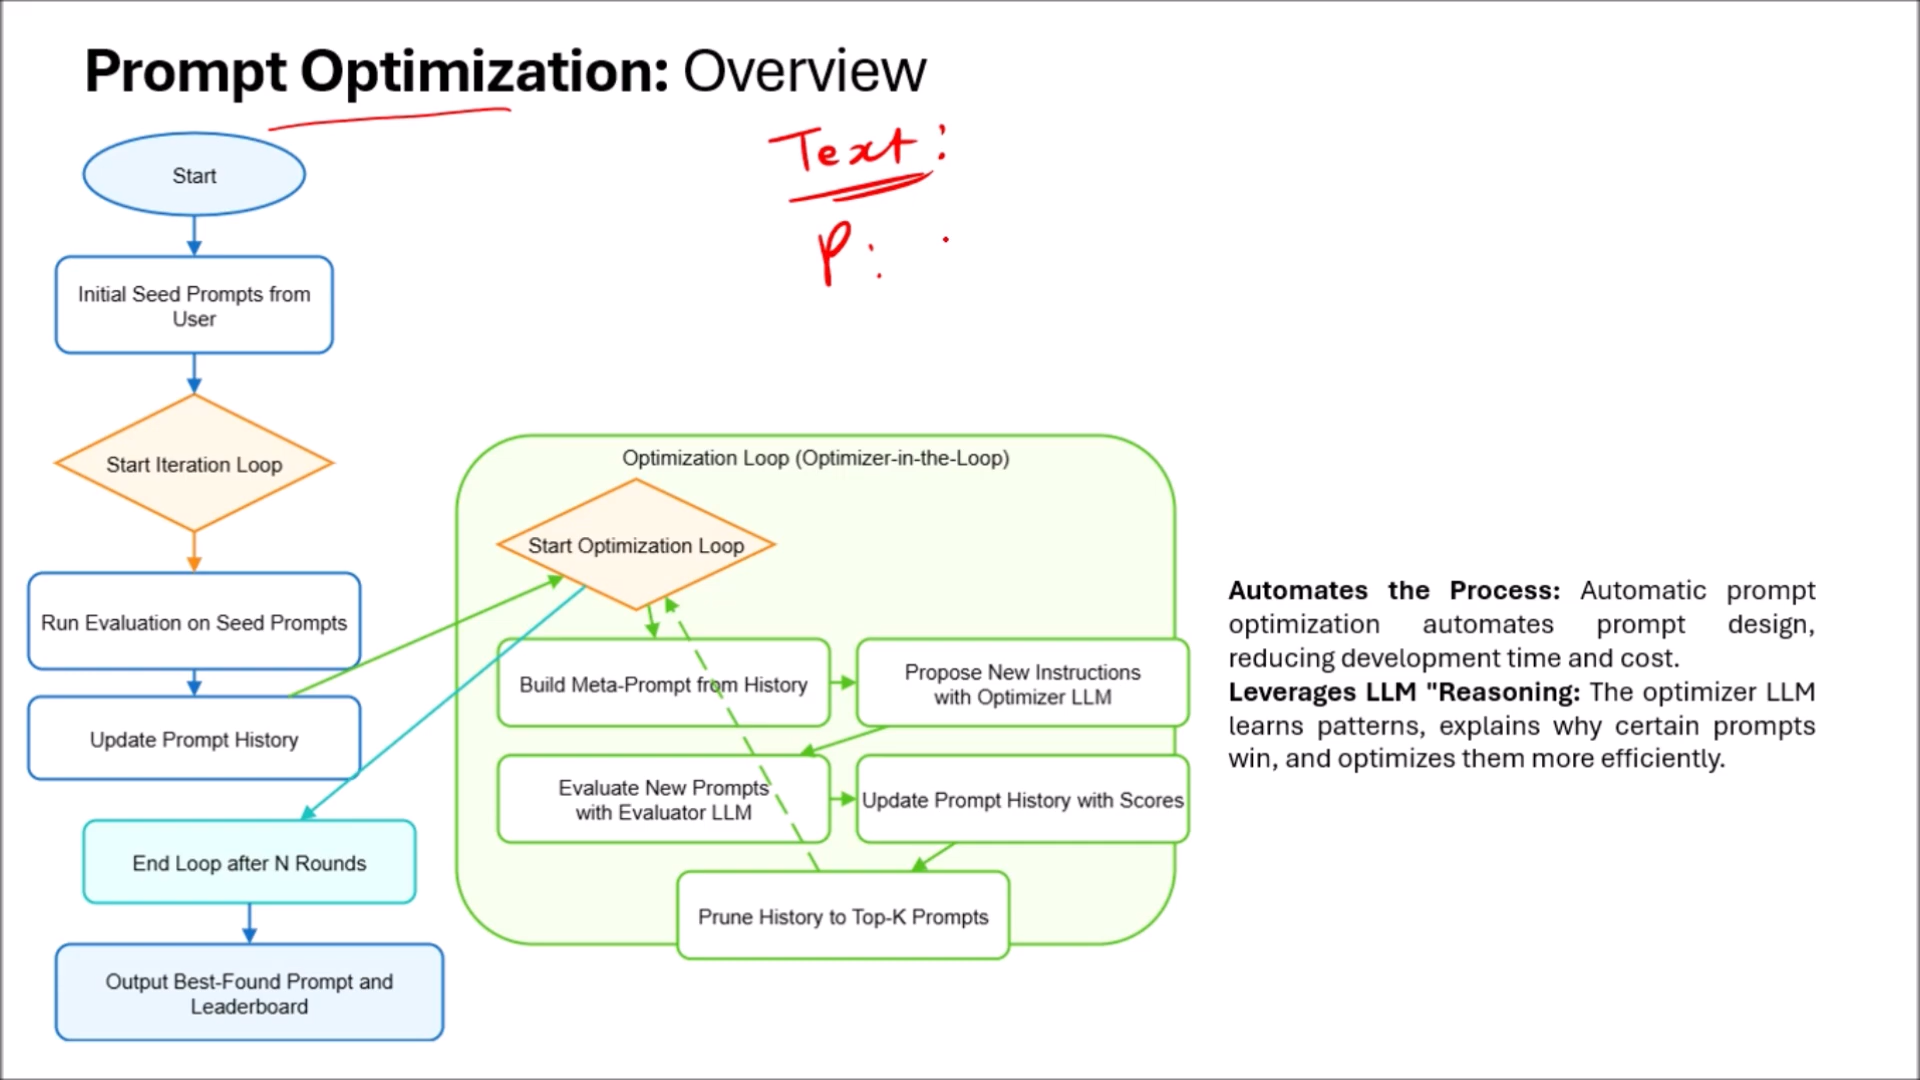 Prompt Optimization: Overview
Text:
P:
Start
Initial Seed Prompts from
User
Start Iteration Loop
Run Evaluation on Seed Prompts
Update Prompt History
End Loop after N Rounds
Output Best-Found Prompt and
Leaderboard
Optimization Loop (Optimizer-in-the-Loop)
Start Optimization Loop
Build Meta-Prompt from History
Propose New Instructions
with Optimizer LLM
Evaluate New Prompts
with Evaluator LLM
Update Prompt History with Scores
Prune History to Top-K Prompts
Automates the Process: Automatic prompt
optimization automates prompt design,
reducing development time and cost.
Leverages LLM "Reasoning: The optimizer LLM
learns patterns, explains why certain prompts
win, and optimizes them more efficiently.